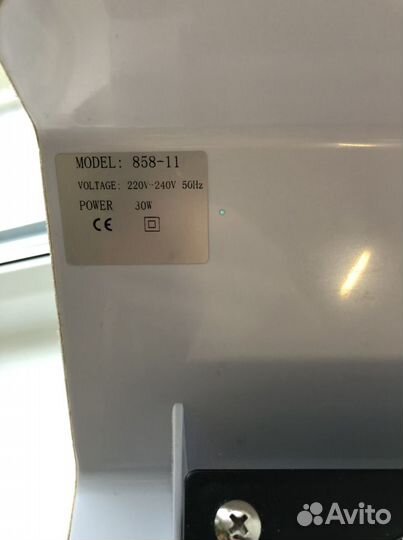 MODEL: 858-11
VOLTAGE: 220V-240V 50Hz
POWER 30W
CE
Avito